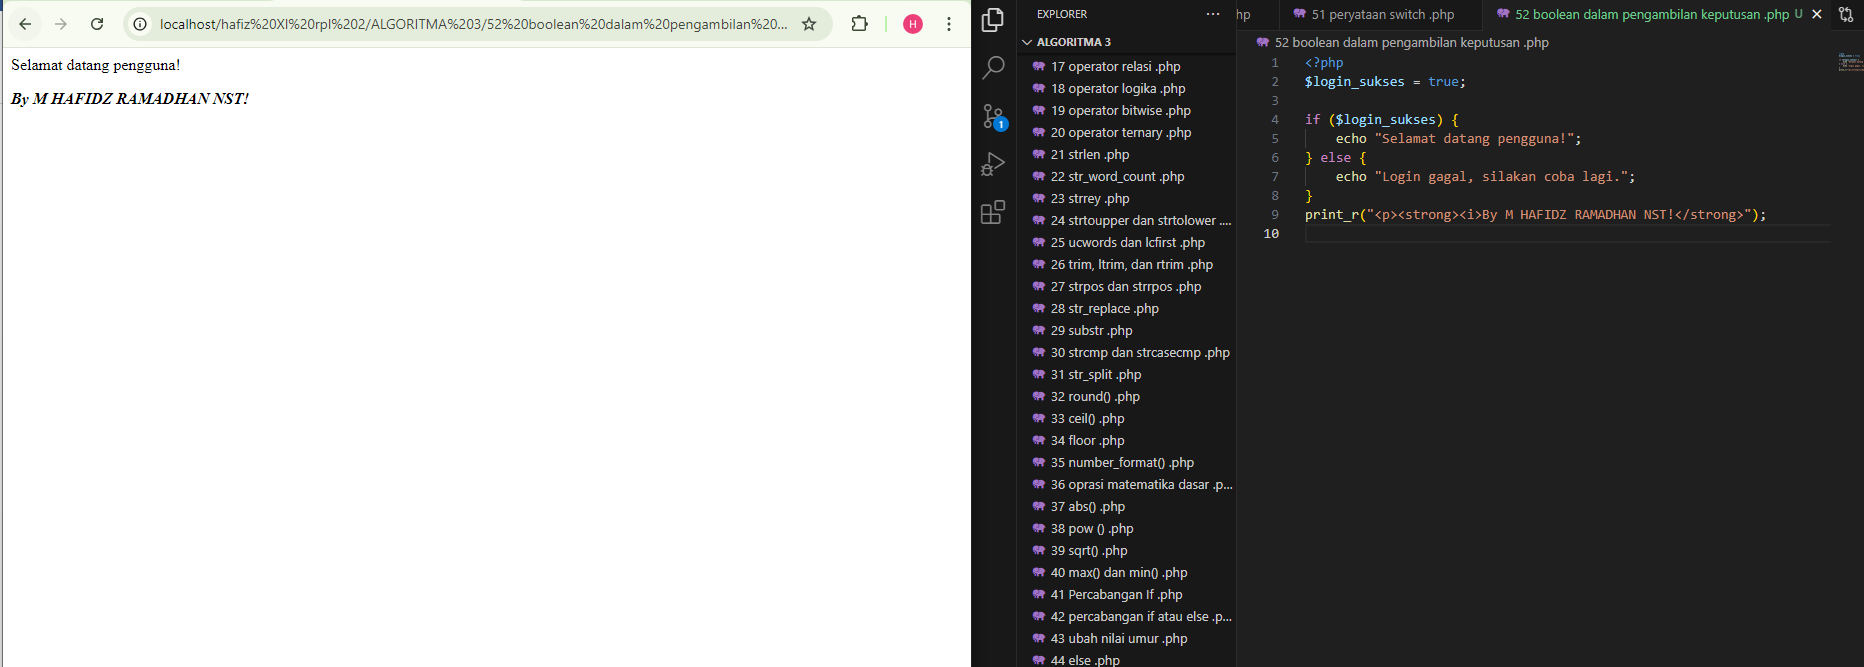 localhost/hafiz%20XI%20rpl%202/ALGORITMA%203/52%20boolean%20dalam%20pengambilan%20...
H
Selamat datang pengguna!
By M HAFIDZ RAMADHAN NST!
1
EXPLORER
ALGORITMA 3
17 operator relasi .php
18 operator logika .php
19 operator bitwise .php
20 operator ternary .php
21 strlen .php
22 str_word_count .php
23 strrey .php
24 strtoupper dan strtolower ....
25 ucwords dan lcfirst .php
26 trim, ltrim, dan rtrim .php
27 strpos dan strrpos .php
28 str_replace .php
29 substr .php
30 strcmp dan strcasecmp .php
31 str_split .php
32 round() .php
33 ceil() .php
34 floor .php
35 number_format() .php
36 oprasi matematika dasar .p...
37 abs() .php
38 pow () .php
39 sqrt() .php
40 max() dan min() .php
41 Percabangan If .php
42 percabangan if atau else .p...
43 ubah nilai umur .php
44 else .php
hp
51 peryataan switch .php
52 boolean dalam pengambilan keputusan .php U
52 boolean dalam pengambilan keputusan .php
1 <?php
2 $login_sukses = true;
3
4 if ($login_sukses) {
5 echo "Selamat datang pengguna!";
6 } else {
7 echo "Login gagal, silakan coba lagi.";
8 }
9 print_r("<p><strong><i>By M HAFIDZ RAMADHAN NST!</strong>");
10